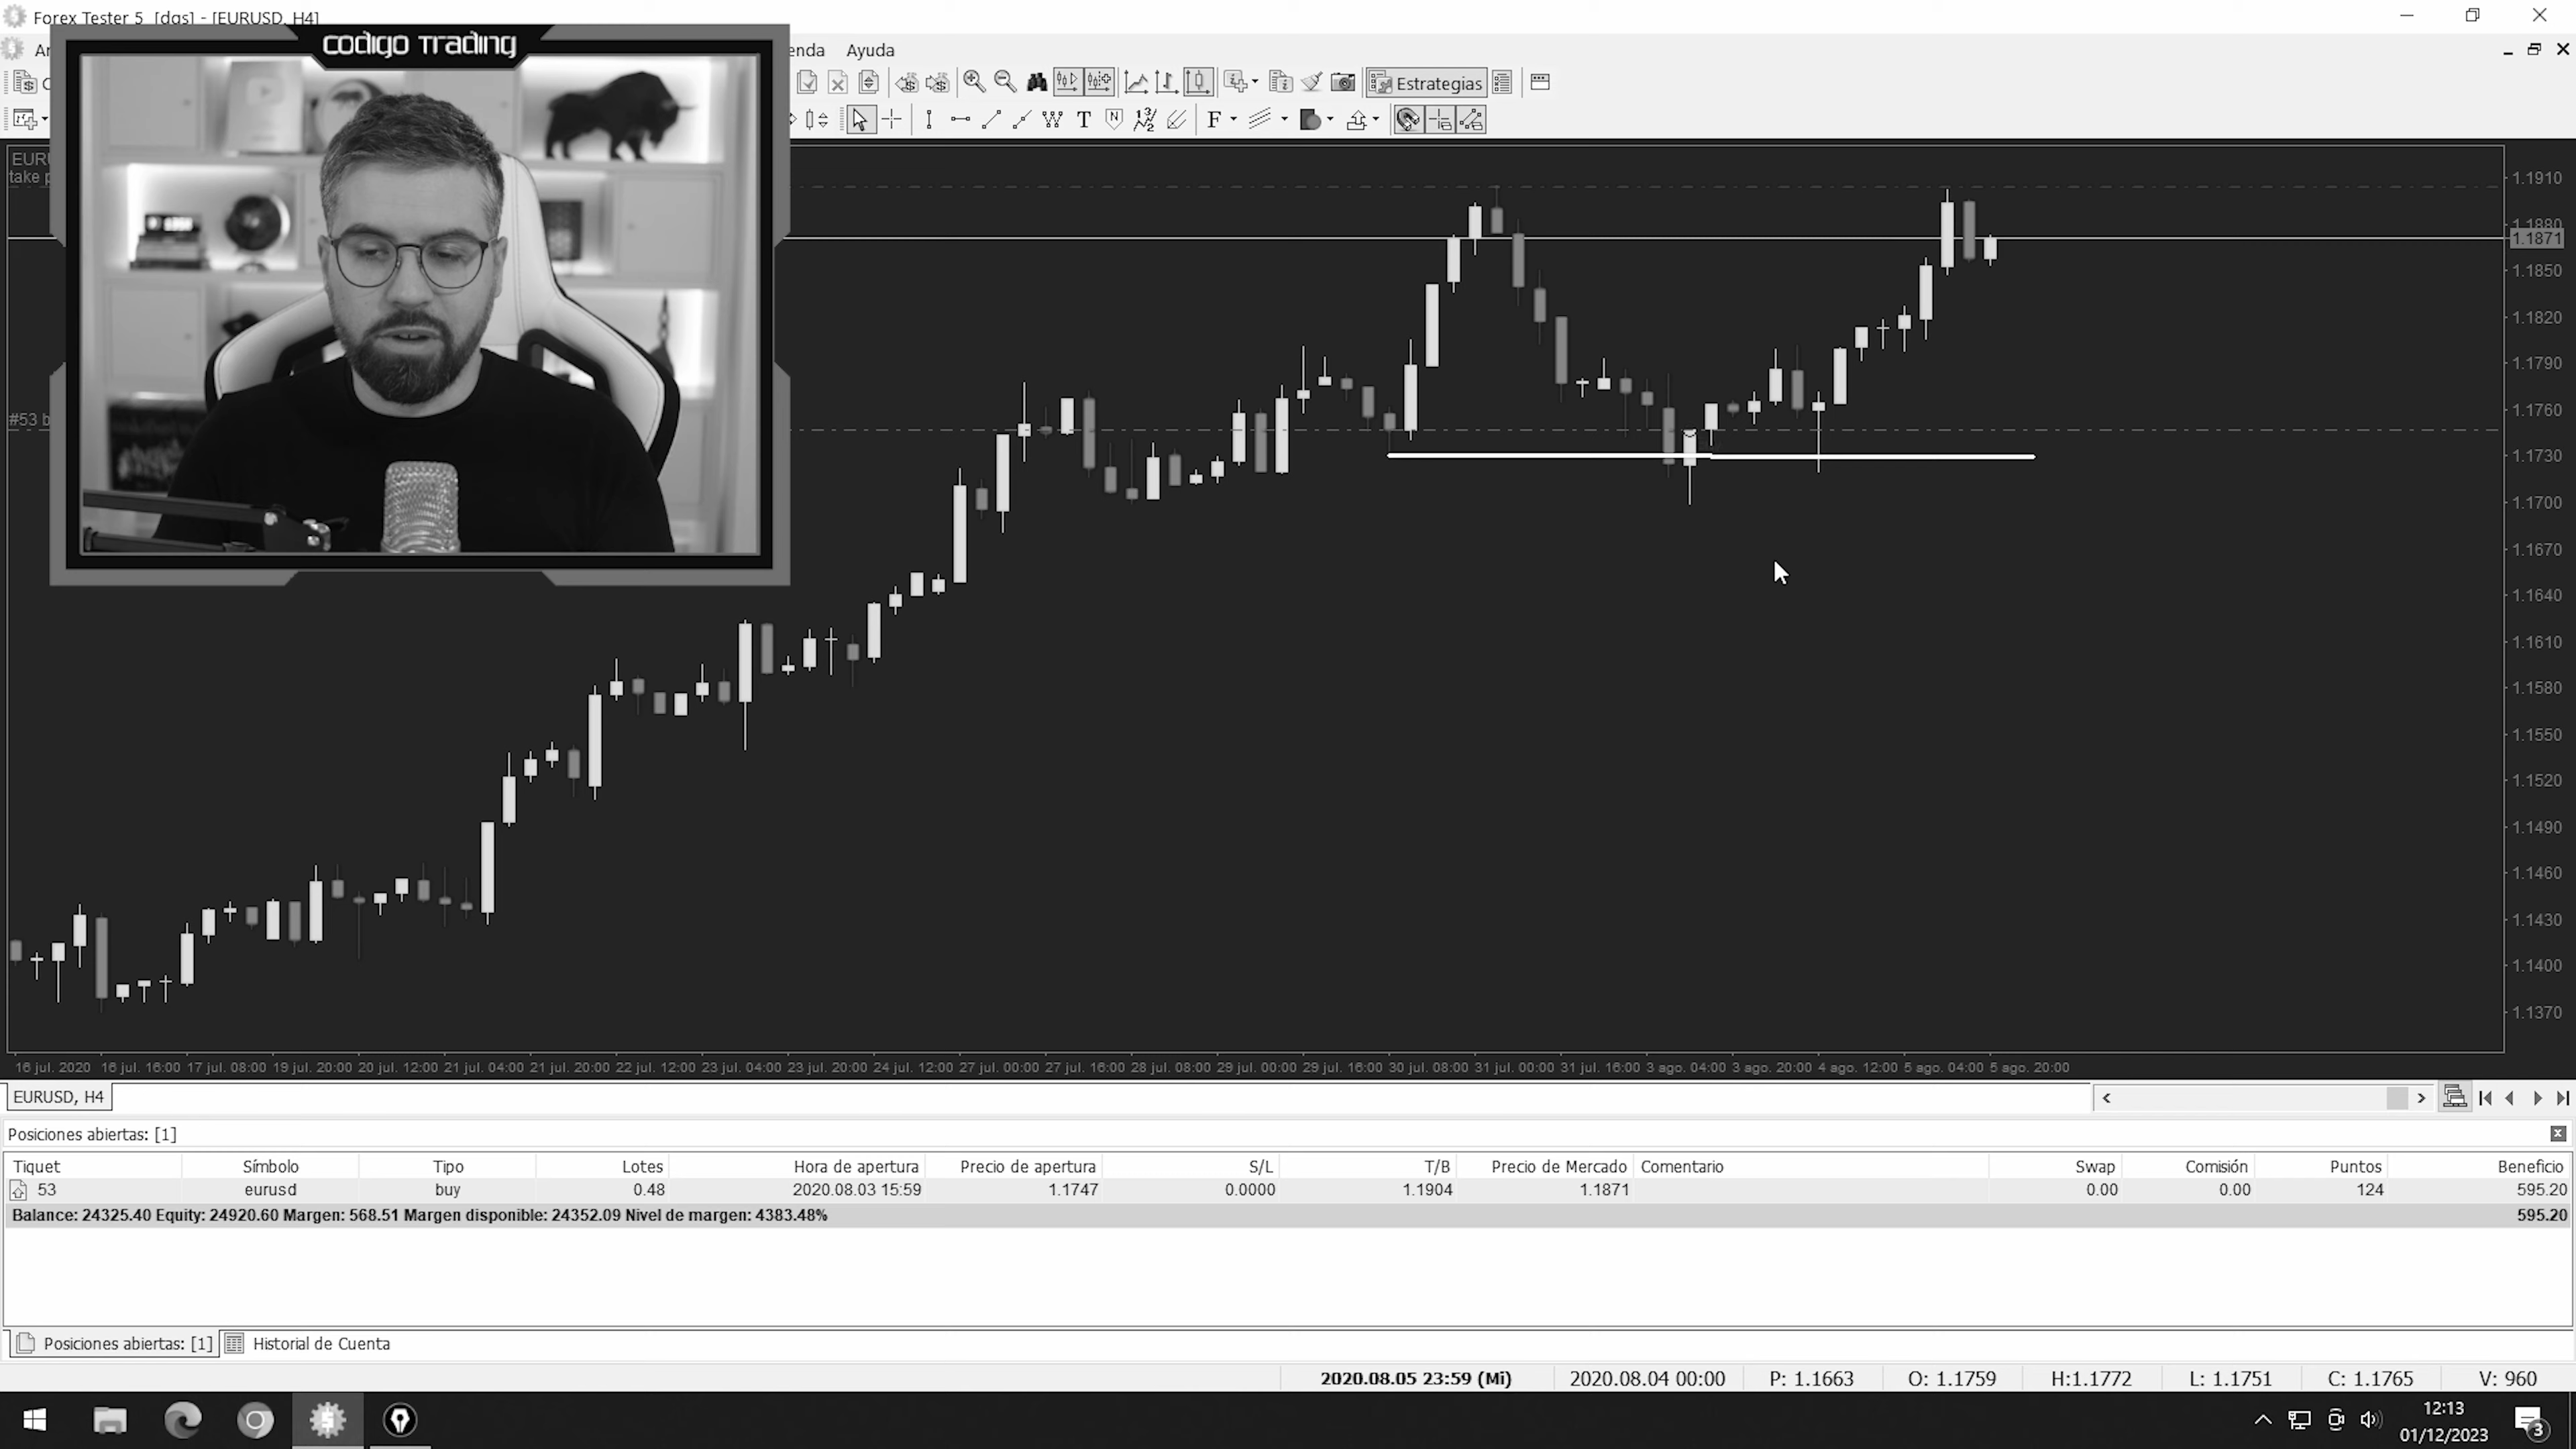 Forex Tester 5 [dgs] - [EURUSD, H4]
codigo trading
Ayuda
Estrategias
T
N
F
EUR
take p
#53 b
1.1910
1.1880
1.1871
1.1850
1.1820
1.1790
1.1760
1.1730
1.1700
1.1670
1.1640
1.1610
1.1580
1.1550
1.1520
1.1490
1.1460
1.1430
1.1400
1.1370
16 jul. 2020 16 jul. 16:00 17 jul. 08:00 19 jul. 20:00 20 jul. 12:00 21 jul. 04:00 21 jul. 20:00 22 jul. 12:00 23 jul. 04:00 23 jul. 20:00 24 jul. 12:00 27 jul. 00:00 27 jul. 16:00 28 jul. 08:00 29 jul. 00:00 29 jul. 16:00 30 jul. 08:00 31 jul. 00:00 31 jul. 16:00 3 ago. 04:00 3 ago. 20:00 4 ago. 12:00 5 ago. 04:00 5 ago. 20:00
EURUSD, H4
Posiciones abiertas: [1]
Tiquet Símbolo Tipo Lotes Hora de apertura Precio de apertura S/L T/B Precio de Mercado Comentario Swap Comisión Puntos Beneficio
53 eurusd buy 0.48 2020.08.03 15:59 1.1747 0.0000 1.1904 1.1871 0.00 0.00 124 595.20
Balance: 24325.40 Equity: 24920.60 Margen: 568.51 Margen disponible: 24352.09 Nivel de margen: 4383.48% 595.20
Posiciones abiertas: [1] Historial de Cuenta
2020.08.05 23:59 (Mi) 2020.08.04 00:00 P: 1.1663 O: 1.1759 H:1.1772 L: 1.1751 C: 1.1765 V: 960
12:13
01/12/2023
3